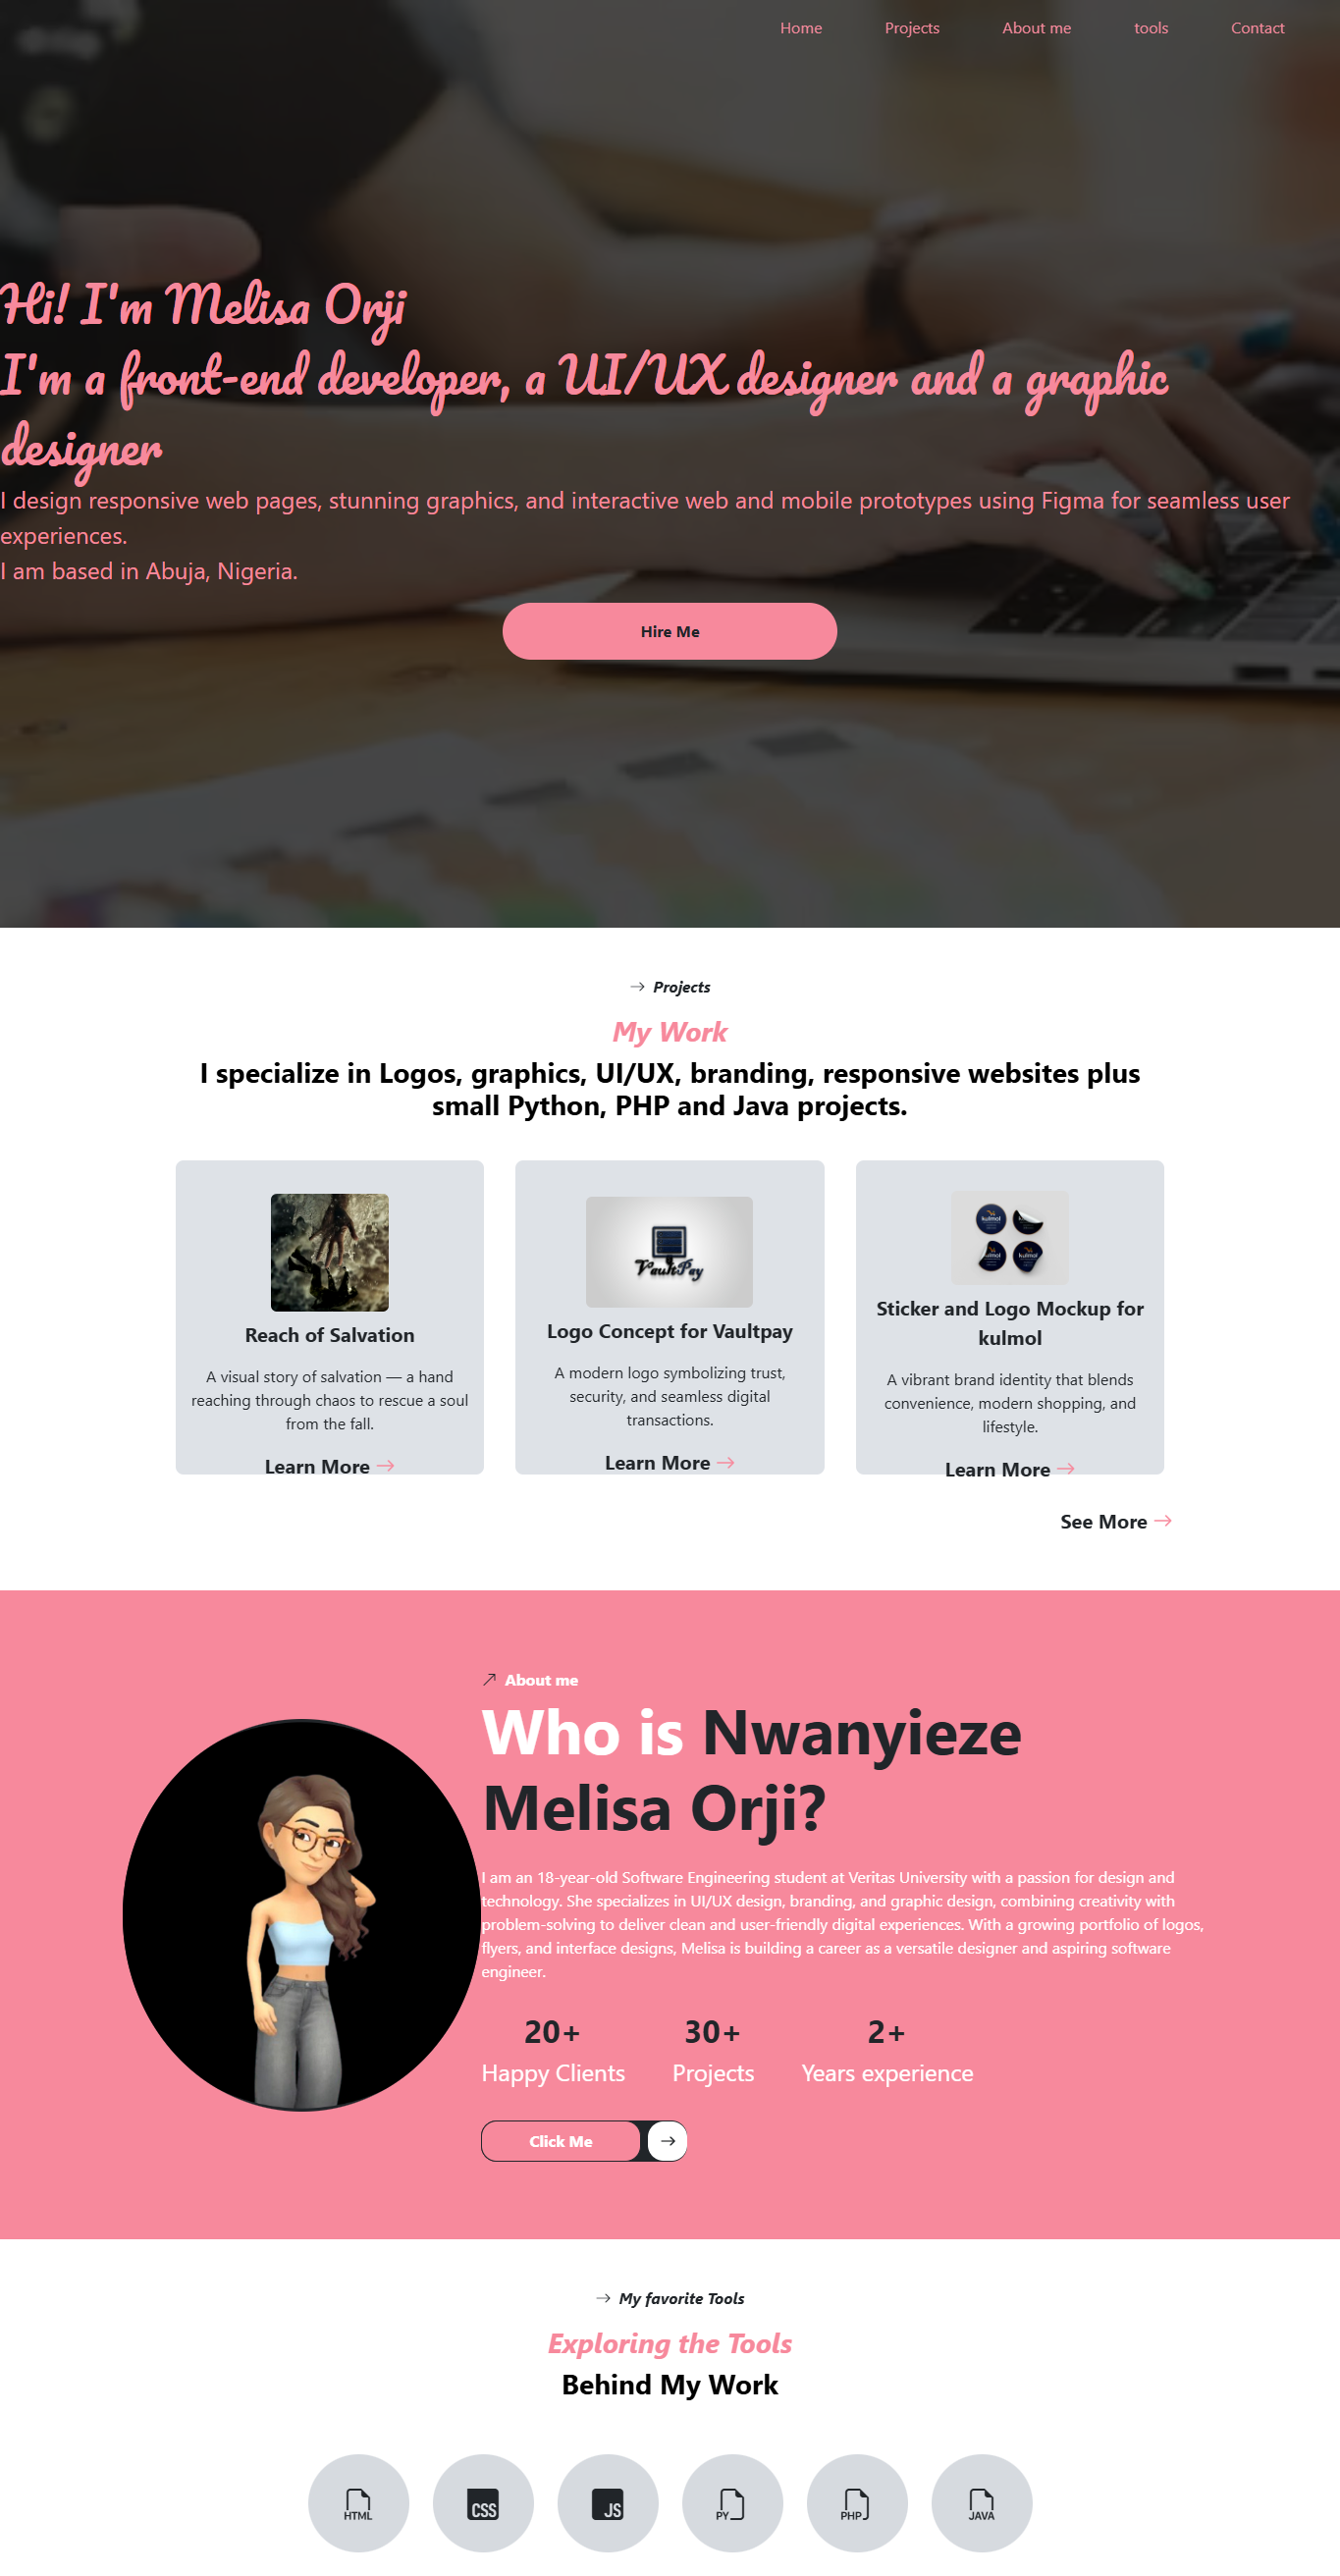 Home Projects About me tools Contact
Hi! I'm Melisa Orji
I'm a front-end developer, a UI/UX designer and a graphic
designer
I design responsive web pages, stunning graphics, and interactive web and mobile prototypes using Figma for seamless user
experiences.
I am based in Abuja, Nigeria.
Hire Me
Projects
My Work
I specialize in Logos, graphics, UI/UX, branding, responsive websites plus
small Python, PHP and Java projects.
VaultPay
kulmol
kulmol
kulmol
kulmol
Reach of Salvation
A visual story of salvation — a hand
reaching through chaos to rescue a soul
from the fall.
Learn More
Logo Concept for Vaultpay
A modern logo symbolizing trust,
security, and seamless digital
transactions.
Learn More
Sticker and Logo Mockup for
kulmol
A vibrant brand identity that blends
convenience, modern shopping, and
lifestyle.
Learn More
See More
About me
Who is Nwanyieze
Melisa Orji?
I am an 18-year-old Software Engineering student at Veritas University with a passion for design and
technology. She specializes in UI/UX design, branding, and graphic design, combining creativity with
problem-solving to deliver clean and user-friendly digital experiences. With a growing portfolio of logos,
flyers, and interface designs, Melisa is building a career as a versatile designer and aspiring software
engineer.
20+ 30+ 2+
Happy Clients Projects Years experience
Click Me
My favorite Tools
Exploring the Tools
Behind My Work
HTML CSS JS PY PHP JAVA